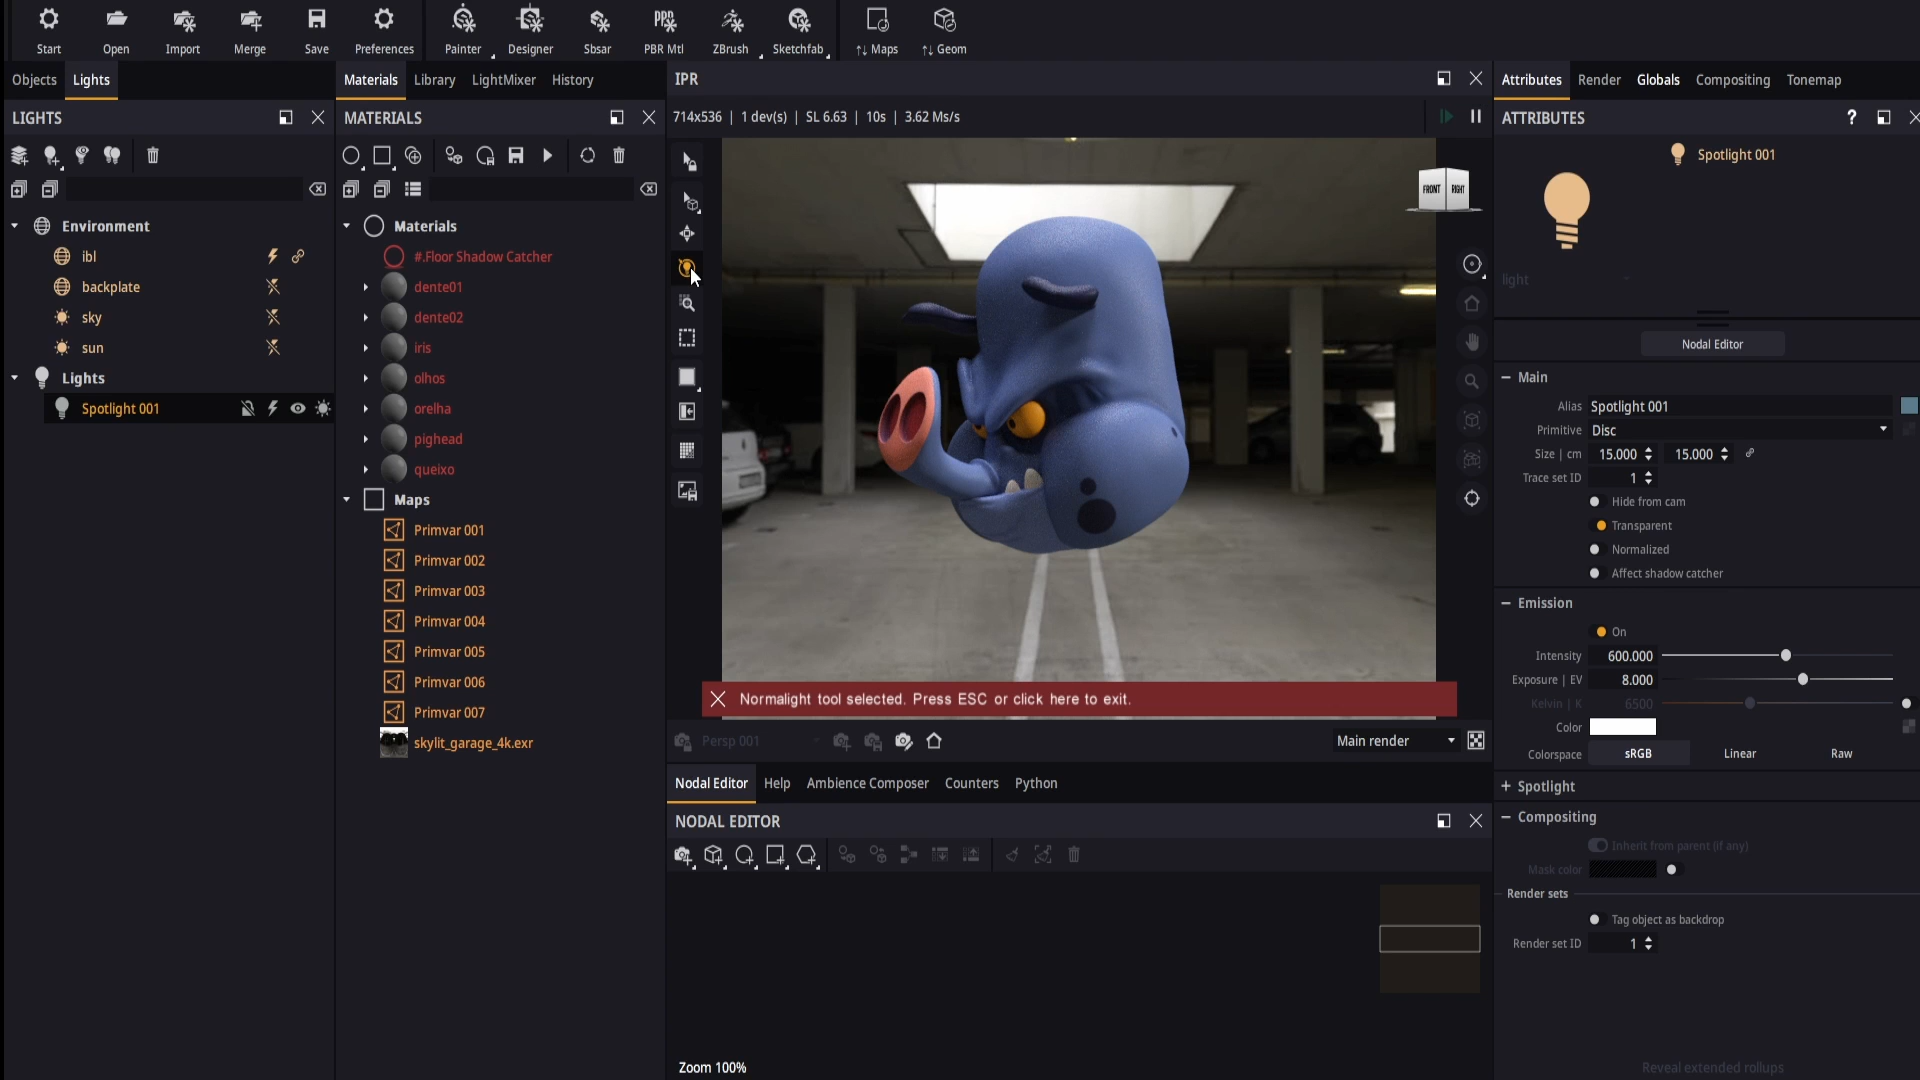 Start Open Import Merge Save Preferences Painter Designer Sbsar PBR Mtl ZBrush Sketchfab ↑↓ Maps ↑↓ Geom
Objects Lights
LIGHTS
Environment
ibl
backplate
sky
sun
Lights
Spotlight 001
Materials Library LightMixer History
MATERIALS
Materials
#.Floor Shadow Catcher
dente01
dente02
iris
olhos
orelha
pighead
queixo
Maps
Primvar 001
Primvar 002
Primvar 003
Primvar 004
Primvar 005
Primvar 006
Primvar 007
skylit_garage_4k.exr
IPR
714x536 | 1 dev(s) | SL 6.63 | 10s | 3.62 Ms/s
FRONT RIGHT
Normalight tool selected. Press ESC or click here to exit.
Persp 001 Main render
Nodal Editor Help Ambience Composer Counters Python
NODAL EDITOR
Zoom 100%
Attributes Render Globals Compositing Tonemap
ATTRIBUTES ?
Spotlight 001
light
Nodal Editor
Main
Alias Spotlight 001
Primitive Disc
Size | cm 15.000 15.000
Trace set ID 1
Hide from cam
Transparent
Normalized
Affect shadow catcher
Emission
On
Intensity 600.000
Exposure | EV 8.000
Kelvin | K 6500
Color
Colorspace sRGB Linear Raw
Spotlight
Compositing
Inherit from parent (if any)
Mask color
Render sets
Tag object as backdrop
Render set ID 1
Reveal extended rollups